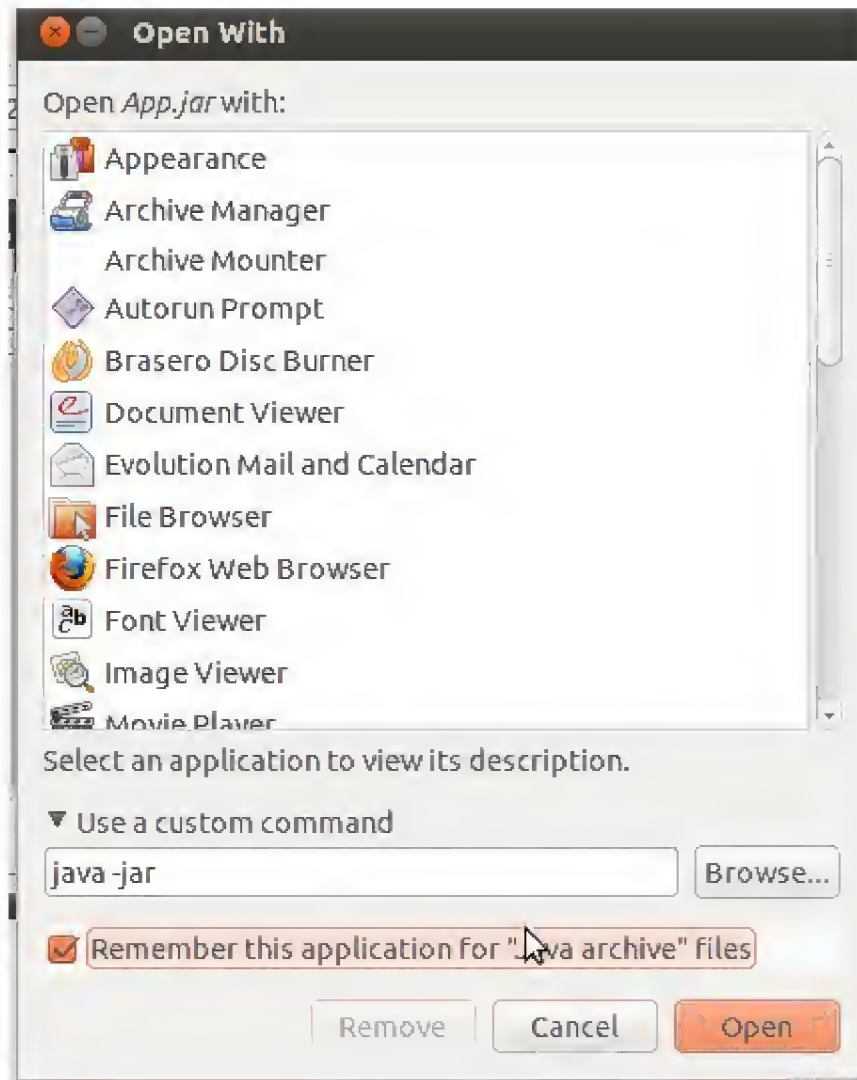 Open With
Open App.jar with:
Appearance
Archive Manager
Archive Mounter
Autorun Prompt
Brasero Disc Burner
Document Viewer
Evolution Mail and Calendar
File Browser
Firefox Web Browser
Font Viewer
Image Viewer
Movie Player
Select an application to view its description.
Use a custom command
java -jar
Browse...
Remember this application for "Java archive" files
Remove
Cancel
Open